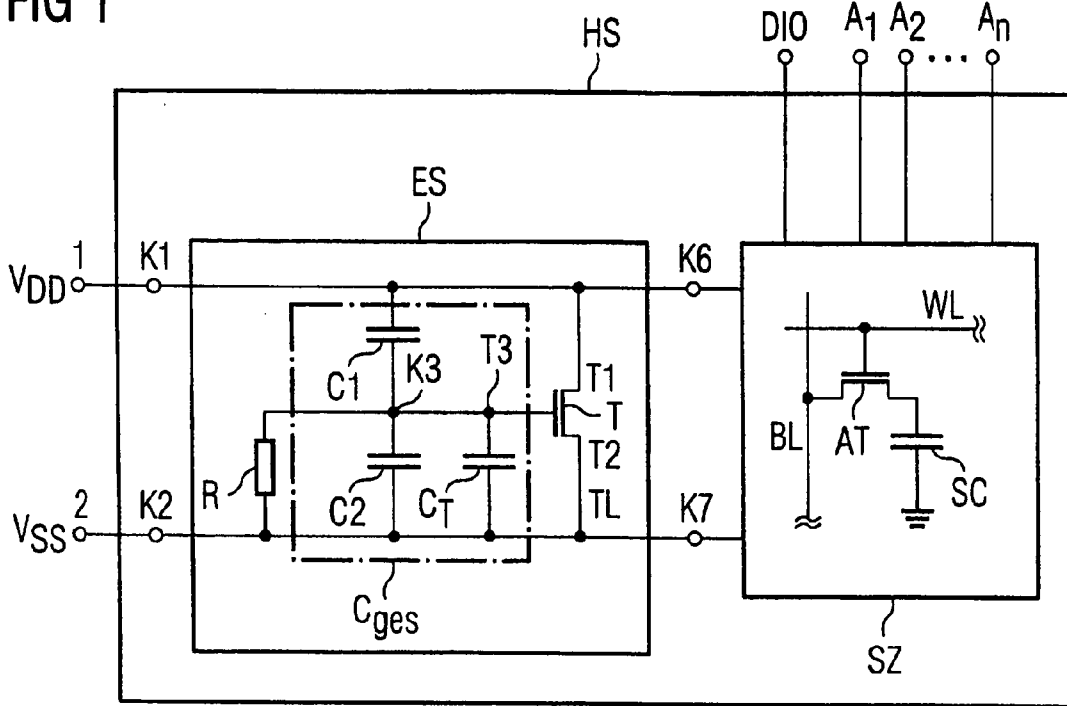 FIG 1
HS
DIO A1 A2 ... An
ES
VDD 1 K1
K6
WL
C1 K3 T3 T1
T
BL AT
R
C2 CT T2
SC
VSS 2 K2
TL K7
Cges
SZ